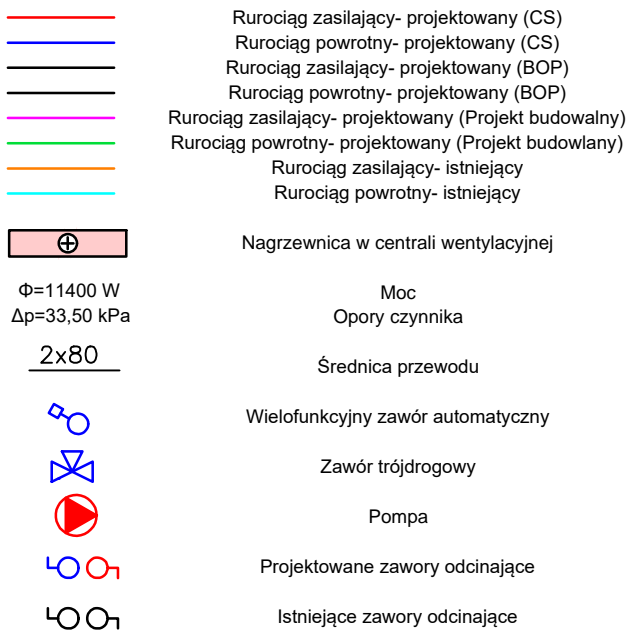 Rurociąg zasilający- projektowany (CS)
Rurociąg powrotny- projektowany (CS)
Rurociąg zasilający- projektowany (BOP)
Rurociąg powrotny- projektowany (BOP)
Rurociąg zasilający- projektowany (Projekt budowalny)
Rurociąg powrotny- projektowany (Projekt budowlany)
Rurociąg zasilający- istniejący
Rurociąg powrotny- istniejący
Nagrzewnica w centrali wentylacyjnej
Φ=11400 W Moc
Δp=33,50 kPa Opory czynnika
2x80 Średnica przewodu
Wielofunkcyjny zawór automatyczny
Zawór trójdrogowy
Pompa
Projektowane zawory odcinające
Istniejące zawory odcinające